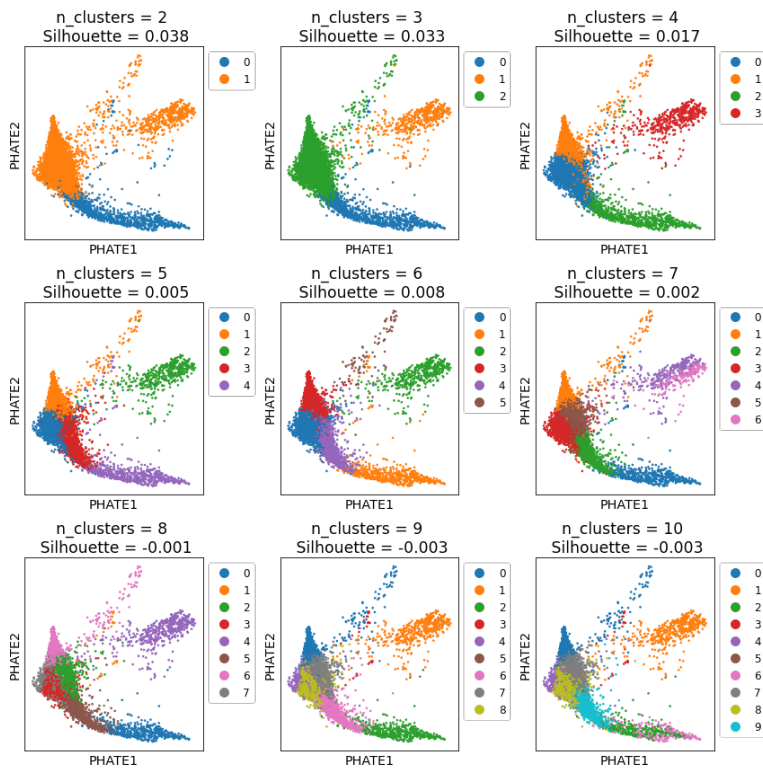 n_clusters = 2
Silhouette = 0.038
0
1
PHATE2
PHATE1
n_clusters = 3
Silhouette = 0.033
0
1
2
PHATE2
PHATE1
n_clusters = 4
Silhouette = 0.017
0
1
2
3
PHATE2
PHATE1
n_clusters = 5
Silhouette = 0.005
0
1
2
3
4
PHATE2
PHATE1
n_clusters = 6
Silhouette = 0.008
0
1
2
3
4
5
PHATE2
PHATE1
n_clusters = 7
Silhouette = 0.002
0
1
2
3
4
5
6
PHATE2
PHATE1
n_clusters = 8
Silhouette = -0.001
0
1
2
3
4
5
6
7
PHATE2
PHATE1
n_clusters = 9
Silhouette = -0.003
0
1
2
3
4
5
6
7
8
PHATE2
PHATE1
n_clusters = 10
Silhouette = -0.003
0
1
2
3
4
5
6
7
8
9
PHATE2
PHATE1